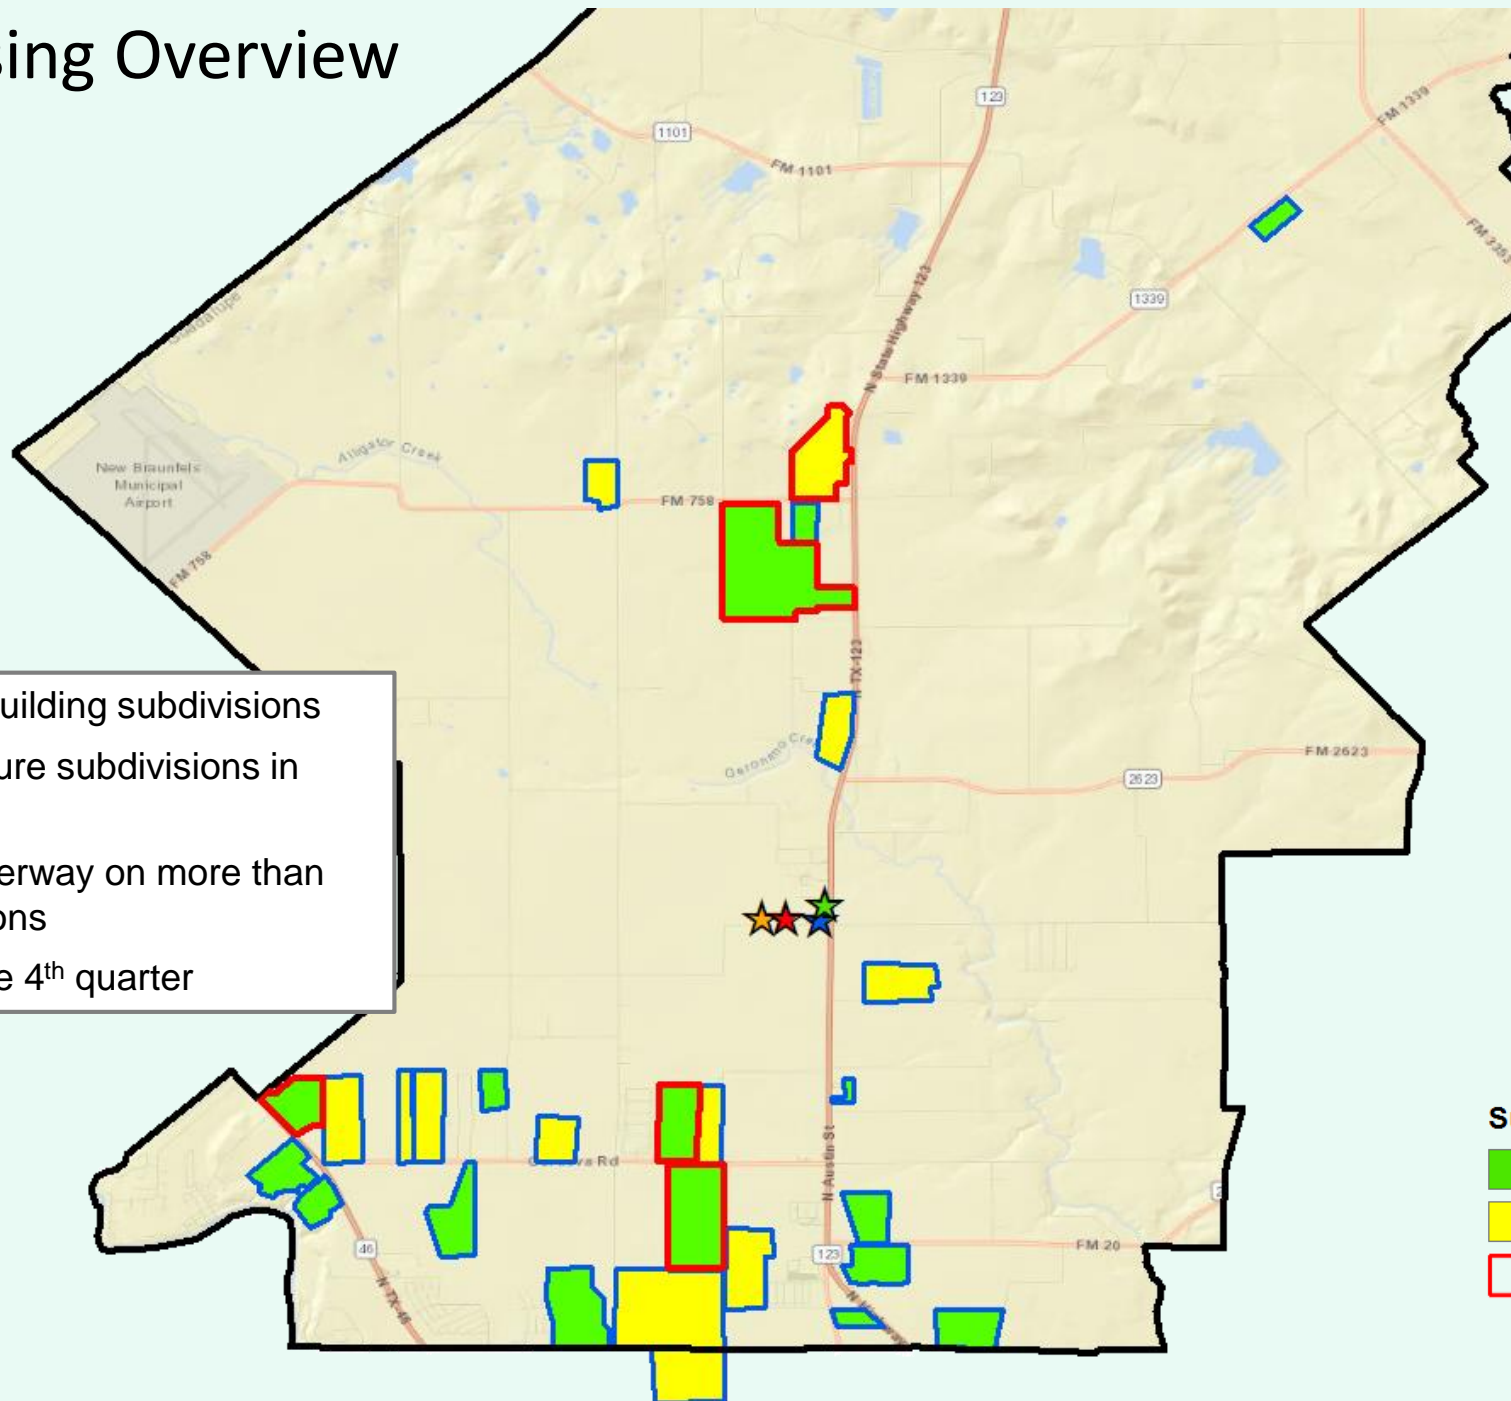 sing Overview
123
1101
FM 1101
FM 1339
1339
N State Highway 123
FM 1339
New Braunfels
Municipal
Airport
Alligator Creek
FM 758
FM 758
N TX-123
uilding subdivisions
ure subdivisions in
erway on more than
ons
e 4th quarter
FM 2623
2623
N Austin St
46
N TX-46
123
FM 20
S